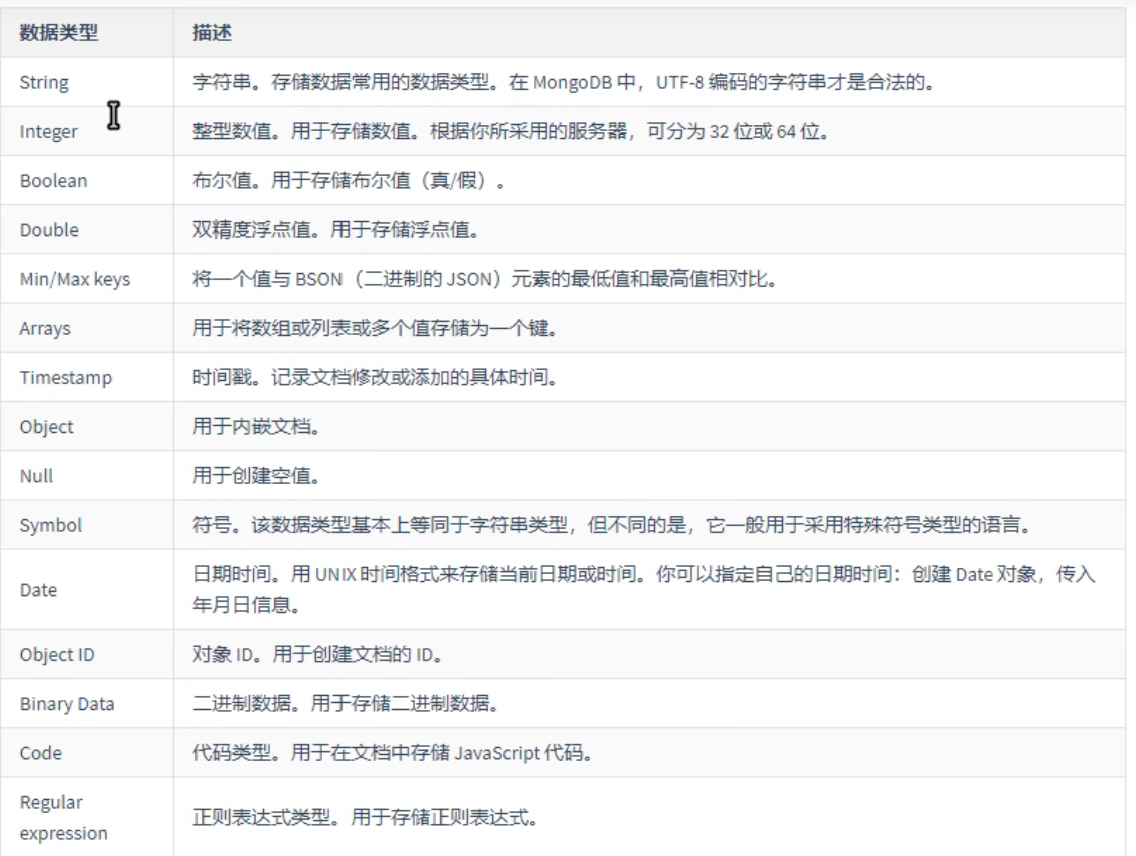 数据类型 描述
String 字符串。存储数据常用的数据类型。在 MongoDB 中，UTF-8 编码的字符串才是合法的。
Integer 整型数值。用于存储数值。根据你所采用的服务器，可分为 32 位或 64 位。
Boolean 布尔值。用于存储布尔值（真/假）。
Double 双精度浮点值。用于存储浮点值。
Min/Max keys 将一个值与 BSON（二进制的 JSON）元素的最低值和最高值相对比。
Arrays 用于将数组或列表或多个值存储为一个键。
Timestamp 时间戳。记录文档修改或添加的具体时间。
Object 用于内嵌文档。
Null 用于创建空值。
Symbol 符号。该数据类型基本上等同于字符串类型，但不同的是，它一般用于采用特殊符号类型的语言。
Date 日期时间。用 UNIX 时间格式来存储当前日期或时间。你可以指定自己的日期时间：创建 Date 对象，传入
年月日信息。
Object ID 对象 ID。用于创建文档的 ID。
Binary Data 二进制数据。用于存储二进制数据。
Code 代码类型。用于在文档中存储 JavaScript 代码。
Regular
expression 正则表达式类型。用于存储正则表达式。